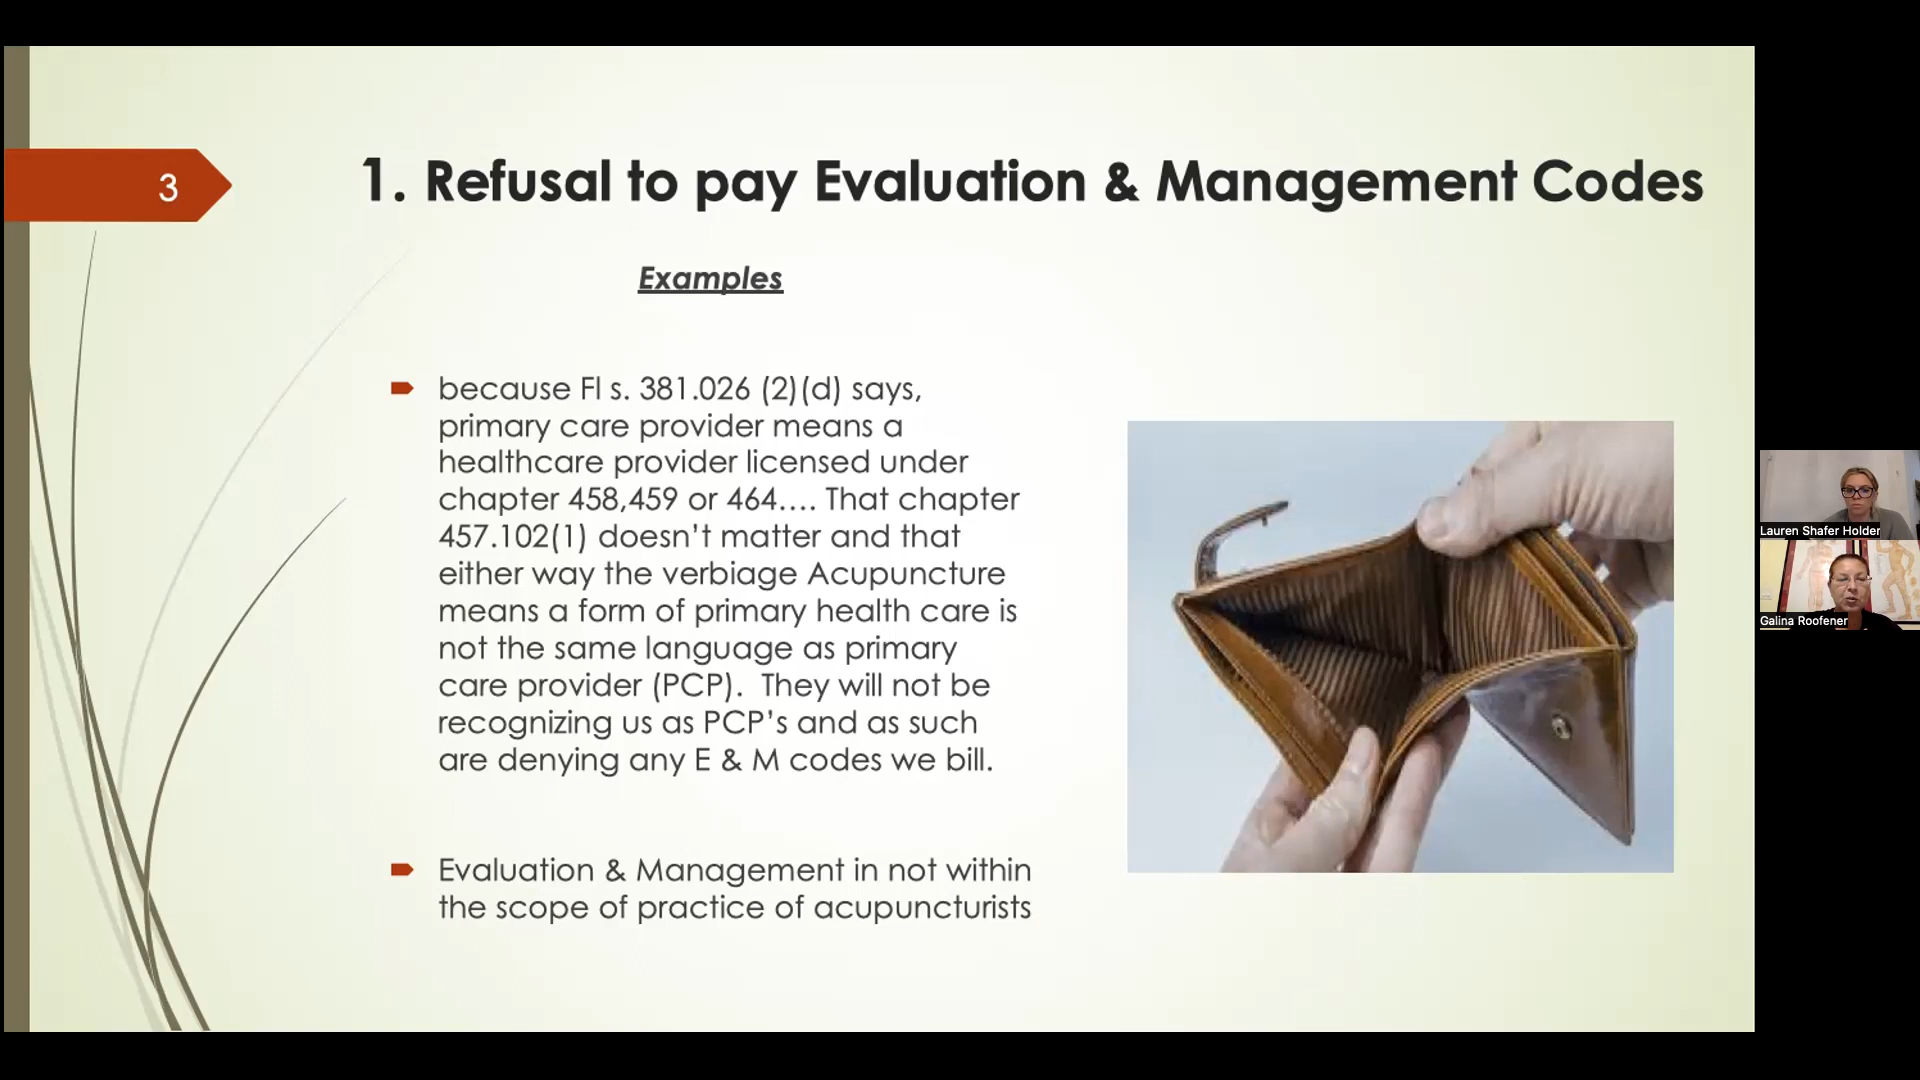 3
1. Refusal to pay Evaluation & Management Codes
Examples
because Fl s. 381.026 (2)(d) says,
primary care provider means a
healthcare provider licensed under
chapter 458,459 or 464.... That chapter
457.102(1) doesn't matter and that
either way the verbiage Acupuncture
means a form of primary health care is
not the same language as primary
care provider (PCP).  They will not be
recognizing us as PCP's and as such
are denying any E & M codes we bill.
Evaluation & Management in not within
the scope of practice of acupuncturists
Lauren Shafer Holder
Galina Roofener